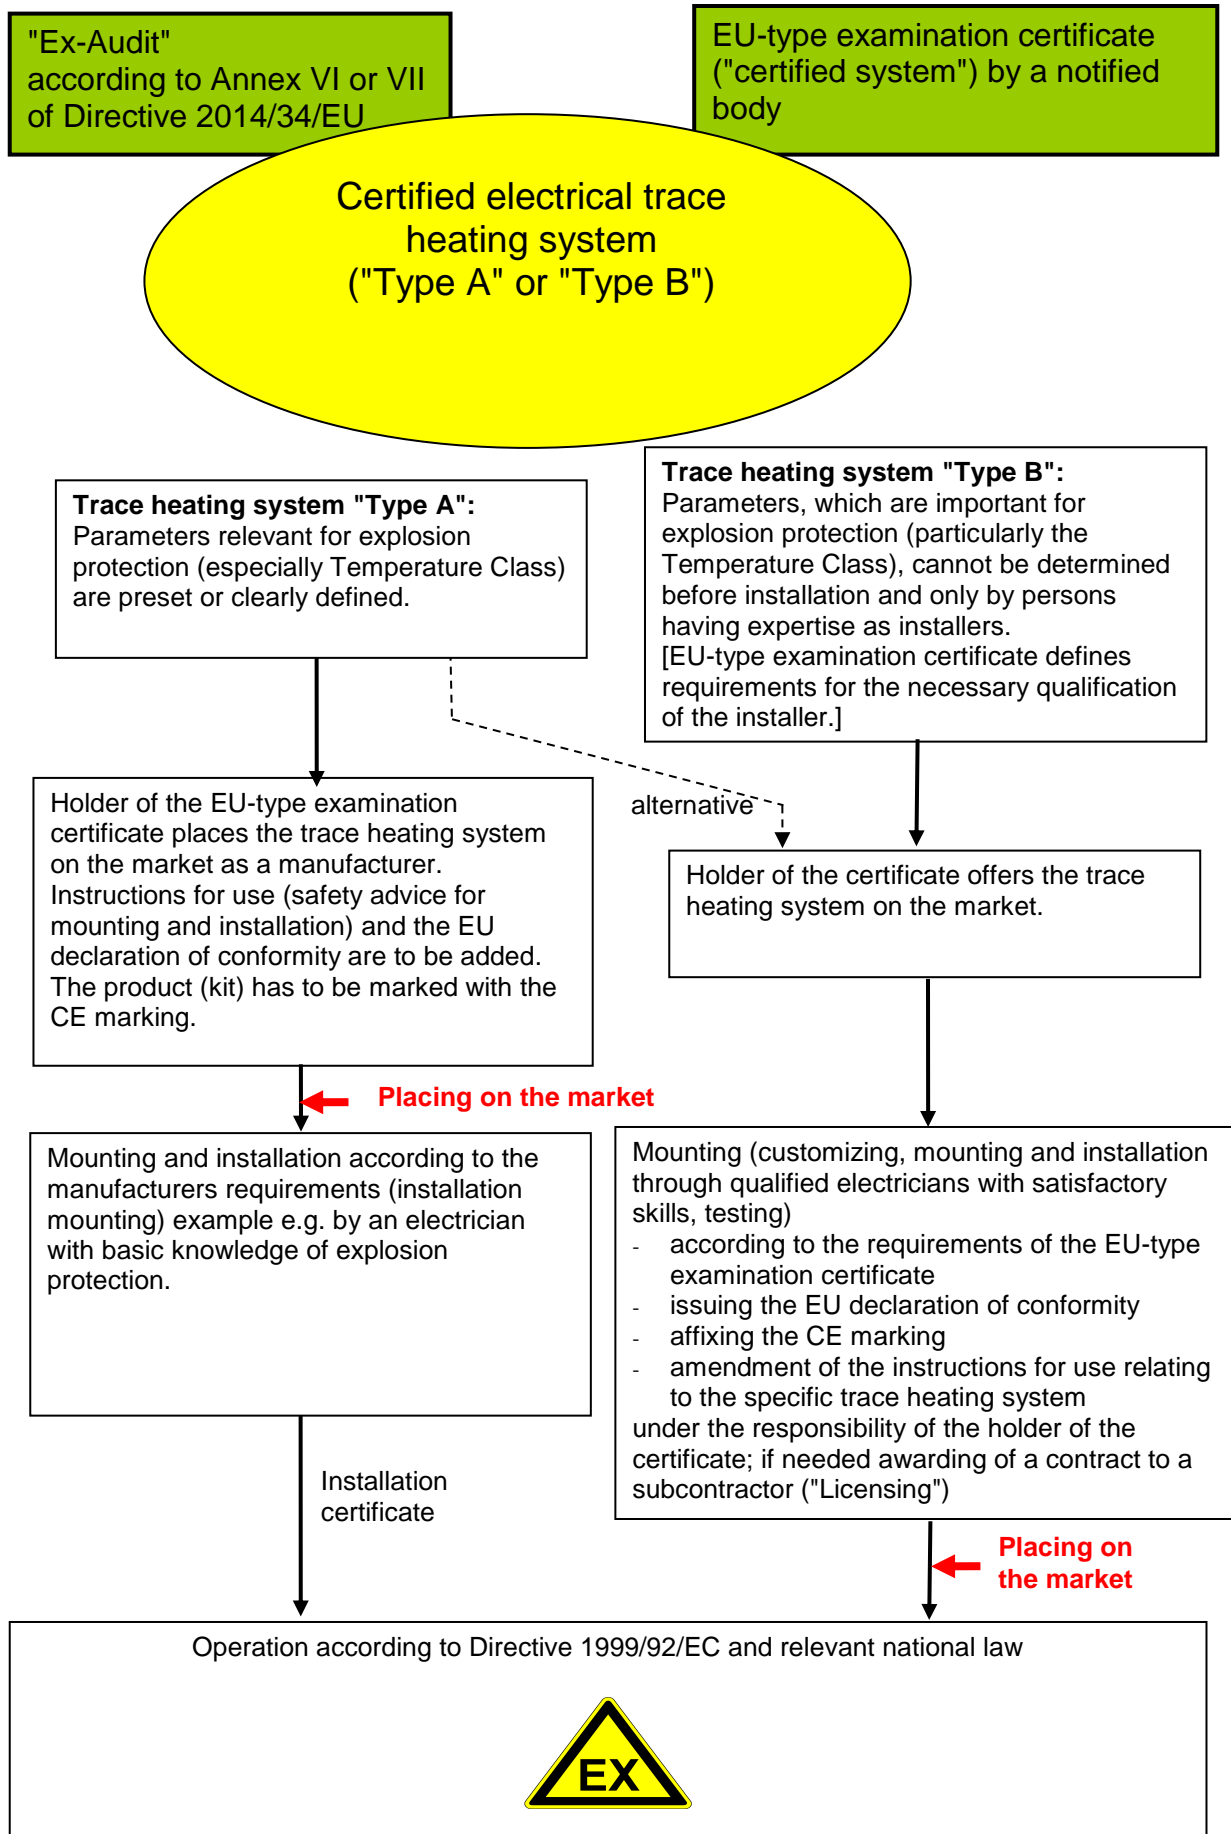 "Ex-Audit"
according to Annex VI or VII
of Directive 2014/34/EU
EU-type examination certificate
("certified system") by a notified
body
Certified electrical trace
heating system
("Type A" or "Type B")
Trace heating system "Type A":
Parameters relevant for explosion
protection (especially Temperature Class)
are preset or clearly defined.
Trace heating system "Type B":
Parameters, which are important for
explosion protection (particularly the
Temperature Class), cannot be determined
before installation and only by persons
having expertise as installers.
[EU-type examination certificate defines
requirements for the necessary qualification
of the installer.]
Holder of the EU-type examination
certificate places the trace heating system
on the market as a manufacturer.
Instructions for use (safety advice for
mounting and installation) and the EU
declaration of conformity are to be added.
The product (kit) has to be marked with the
CE marking.
alternative
Holder of the certificate offers the trace
heating system on the market.
Placing on the market
Mounting and installation according to the
manufacturers requirements (installation
mounting) example e.g. by an electrician
with basic knowledge of explosion
protection.
Mounting (customizing, mounting and installation
through qualified electricians with satisfactory
skills, testing)
- according to the requirements of the EU-type
examination certificate
- issuing the EU declaration of conformity
- affixing the CE marking
- amendment of the instructions for use relating
to the specific trace heating system
under the responsibility of the holder of the
certificate; if needed awarding of a contract to a
subcontractor ("Licensing")
Installation
certificate
Placing on
the market
Operation according to Directive 1999/92/EC and relevant national law
EX